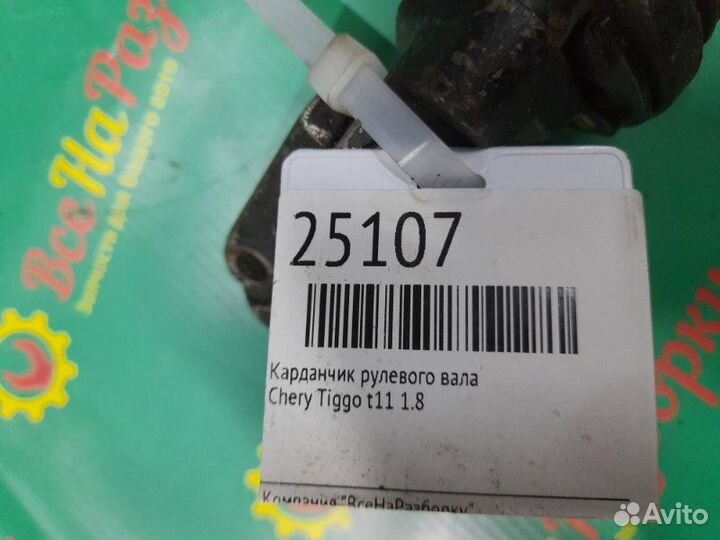 ВсеНаРаз
Запчасти для Вашего авто
25107
Карданчик рулевого вала
Chery Tiggo t11 1.8
Компания "ВсеНаРазборку"
Avito